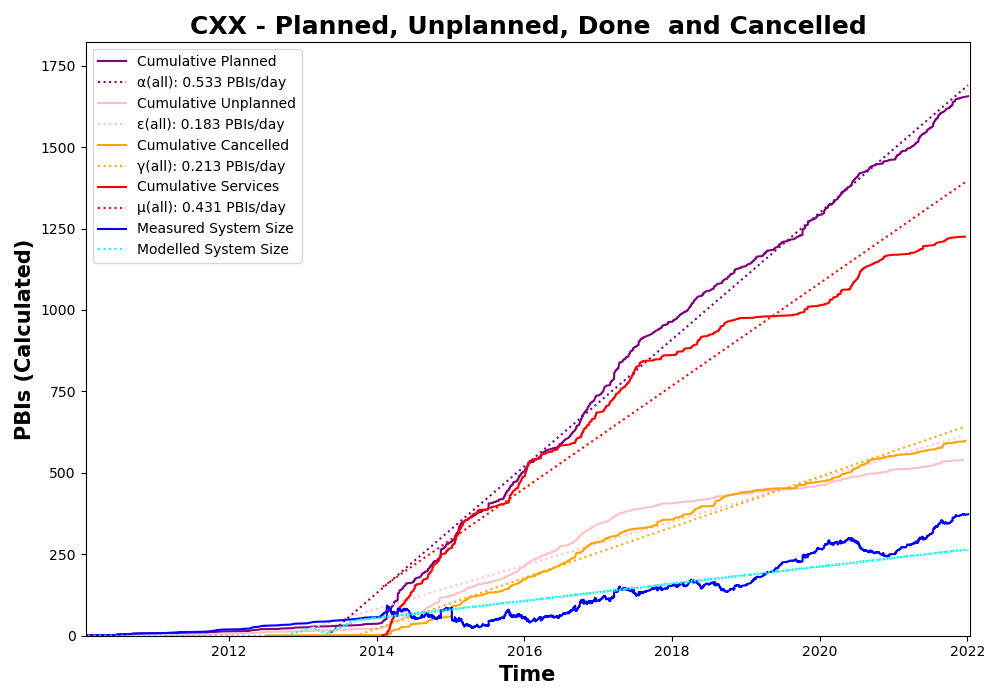 CXX - Planned, Unplanned, Done  and Cancelled
Cumulative Planned
α(all): 0.533 PBIs/day
Cumulative Unplanned
ε(all): 0.183 PBIs/day
Cumulative Cancelled
γ(all): 0.213 PBIs/day
Cumulative Services
μ(all): 0.431 PBIs/day
Measured System Size
Modelled System Size
PBIs (Calculated)
1750
1500
1250
1000
750
500
250
0
2012 2014 2016 2018 2020 2022
Time